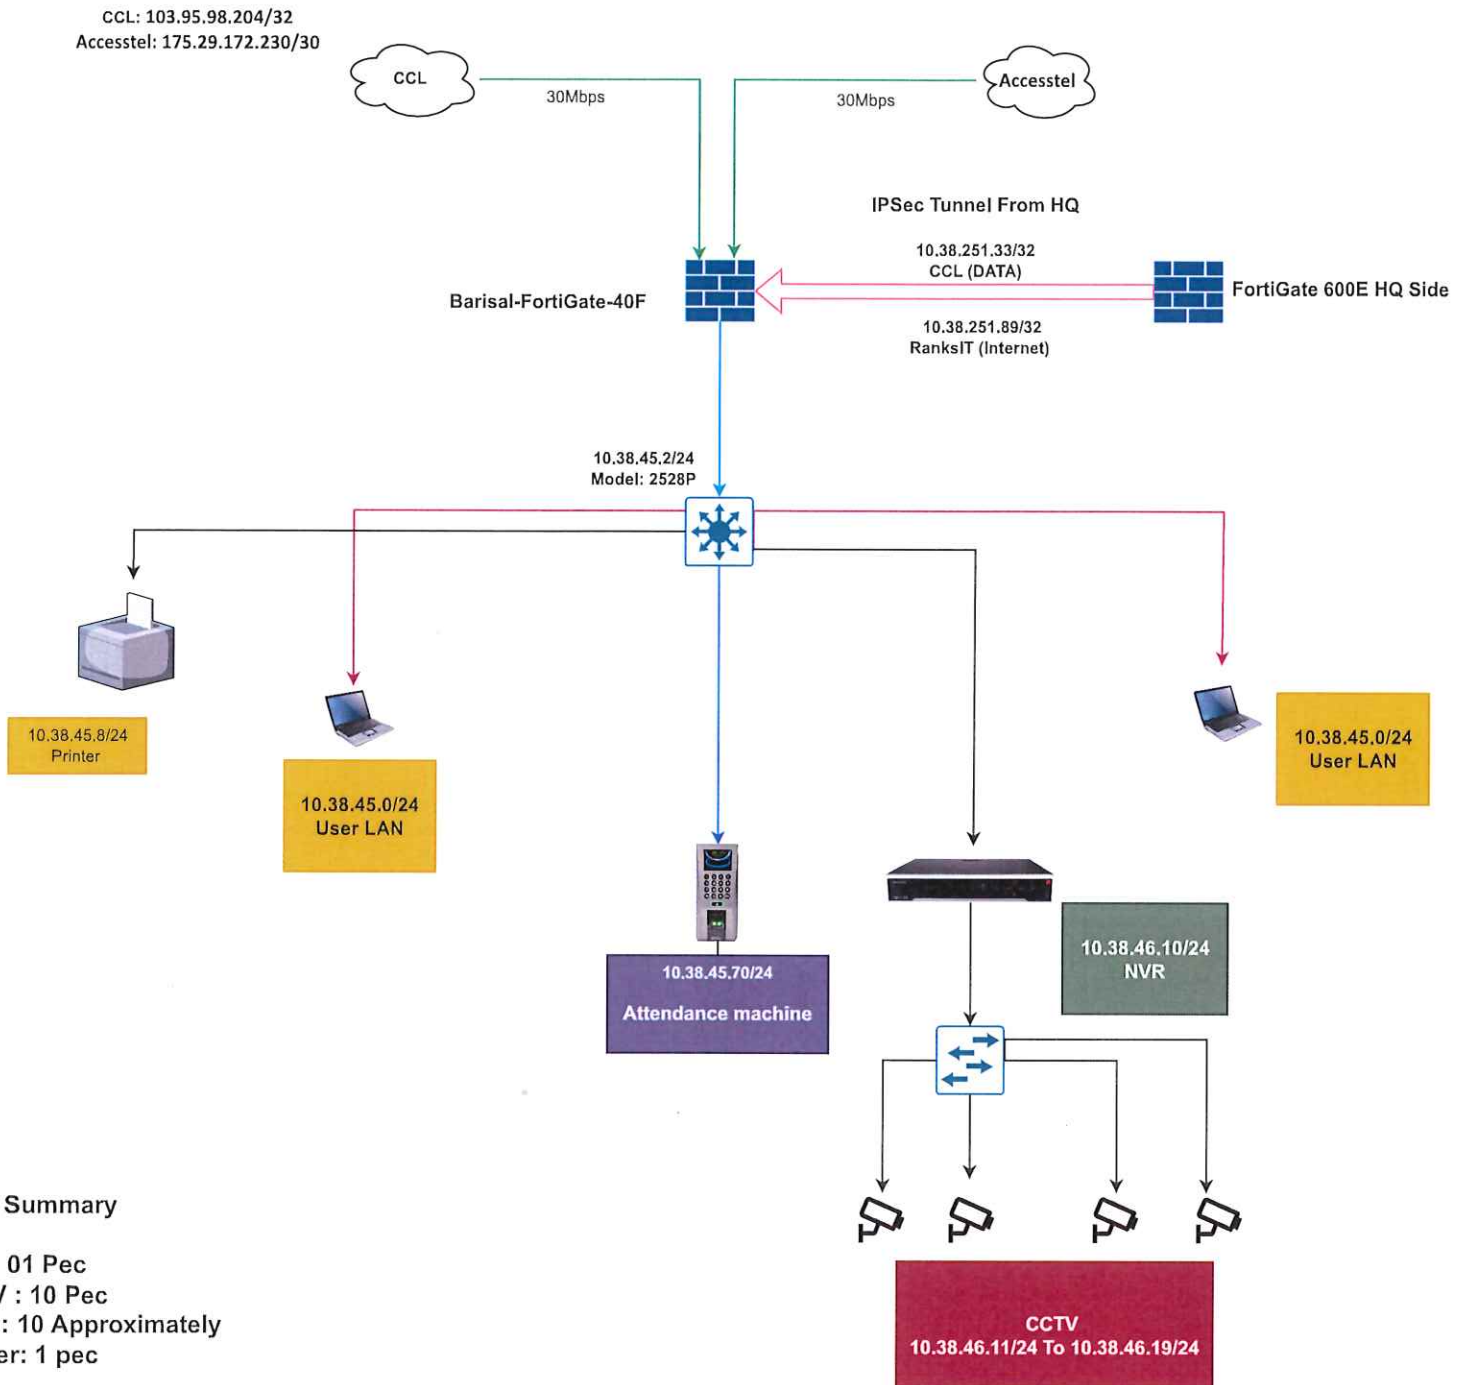 CCL: 103.95.98.204/32
Accesstel: 175.29.172.230/30
CCL
30Mbps
30Mbps
Accesstel
IPSec Tunnel From HQ
10.38.251.33/32
CCL (DATA)
Barisal-FortiGate-40F
FortiGate 600E HQ Side
10.38.251.89/32
RanksIT (Internet)
10.38.45.2/24
Model: 2528P
10.38.45.8/24
Printer
10.38.45.0/24
User LAN
10.38.45.0/24
User LAN
10.38.46.10/24
NVR
10.38.45.70/24
Attendance machine
Summary
01 Pec
: 10 Pec
: 10 Approximately
er: 1 pec
CCTV
10.38.46.11/24 To 10.38.46.19/24